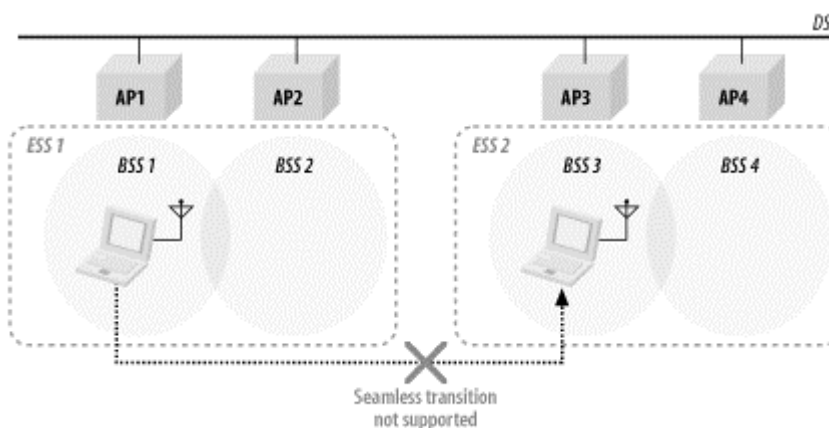 DS
AP1 AP2 AP3 AP4
ESS 1 ESS 2
BSS 1 BSS 2 BSS 3 BSS 4
Seamless transition
not supported